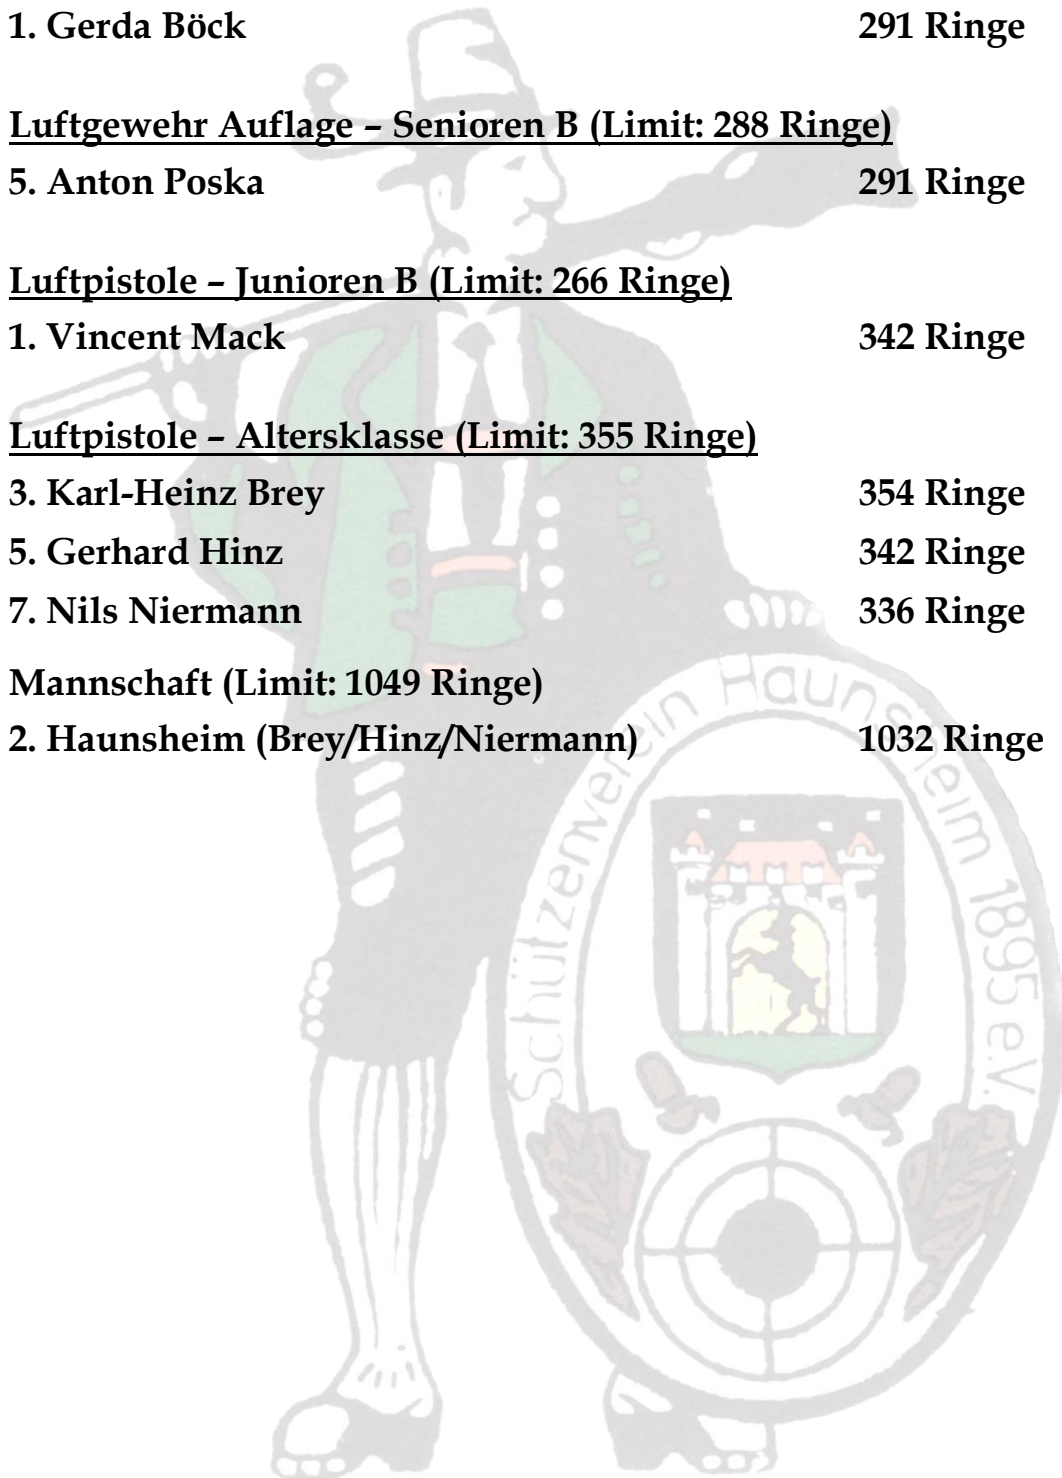 1. Gerda Böck 291 Ringe
Luftgewehr Auflage – Senioren B (Limit: 288 Ringe)
5. Anton Poska 291 Ringe
Luftpistole – Junioren B (Limit: 266 Ringe)
1. Vincent Mack 342 Ringe
Luftpistole – Altersklasse (Limit: 355 Ringe)
3. Karl-Heinz Brey 354 Ringe
5. Gerhard Hinz 342 Ringe
7. Nils Niermann 336 Ringe
Mannschaft (Limit: 1049 Ringe)
2. Haunsheim (Brey/Hinz/Niermann) 1032 Ringe
Schützenverein Haunsheim 1895 e.V.